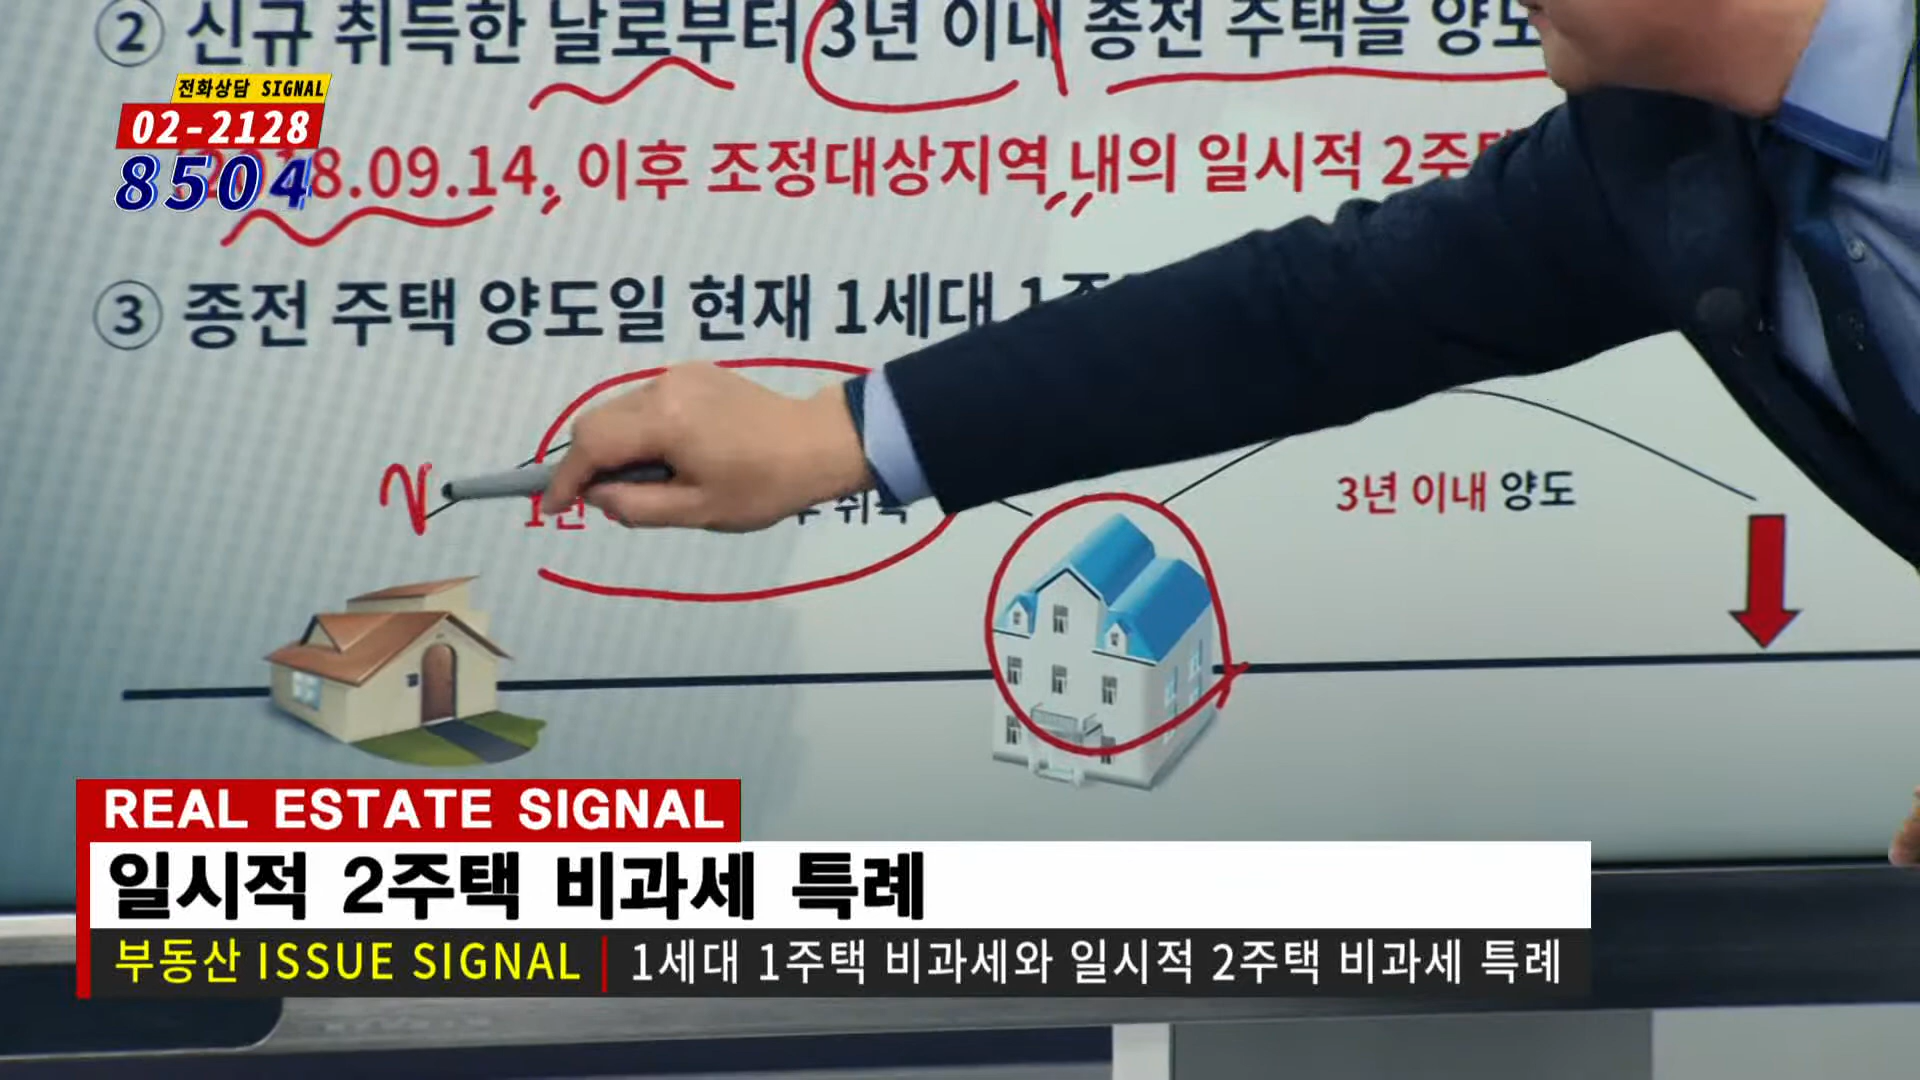 ② 신규 취득한 날로부터 3년 이내 종전 주택을
전화상담 SIGNAL
02-2128
8504
8.09.14, 이후 조정대상지역 내의 일시적
③ 종전 주택 양도일 현재 1세대
3년 이내 양도
REAL ESTATE SIGNAL
일시적 2주택 비과세 특례
부동산 ISSUE SIGNAL | 1세대 1주택 비과세와 일시적 2주택 비과세 특례